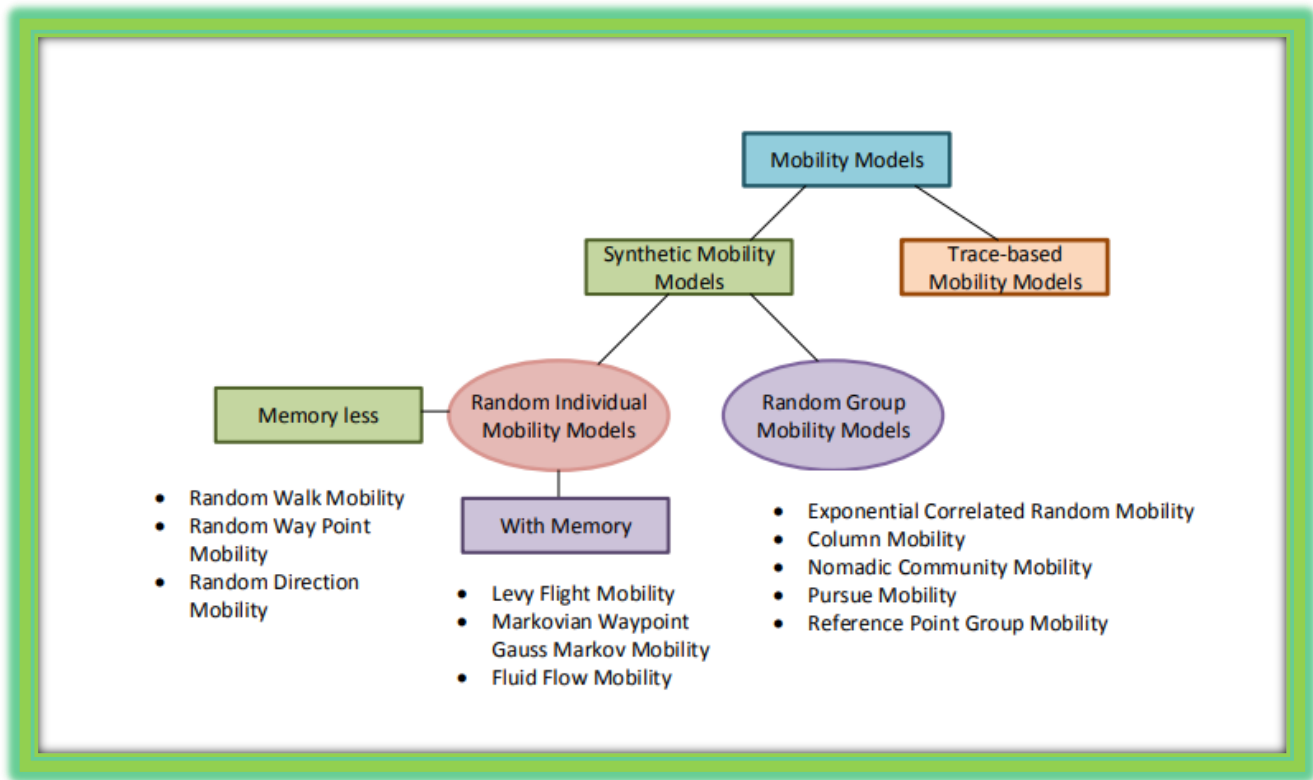 Mobility Models
Synthetic Mobility
Models
Trace-based
Mobility Models
Memory less
Random Individual
Mobility Models
Random Group
Mobility Models
• Random Walk Mobility
• Random Way Point
Mobility
• Random Direction
Mobility
With Memory
• Levy Flight Mobility
• Markovian Waypoint
Gauss Markov Mobility
• Fluid Flow Mobility
• Exponential Correlated Random Mobility
• Column Mobility
• Nomadic Community Mobility
• Pursue Mobility
• Reference Point Group Mobility